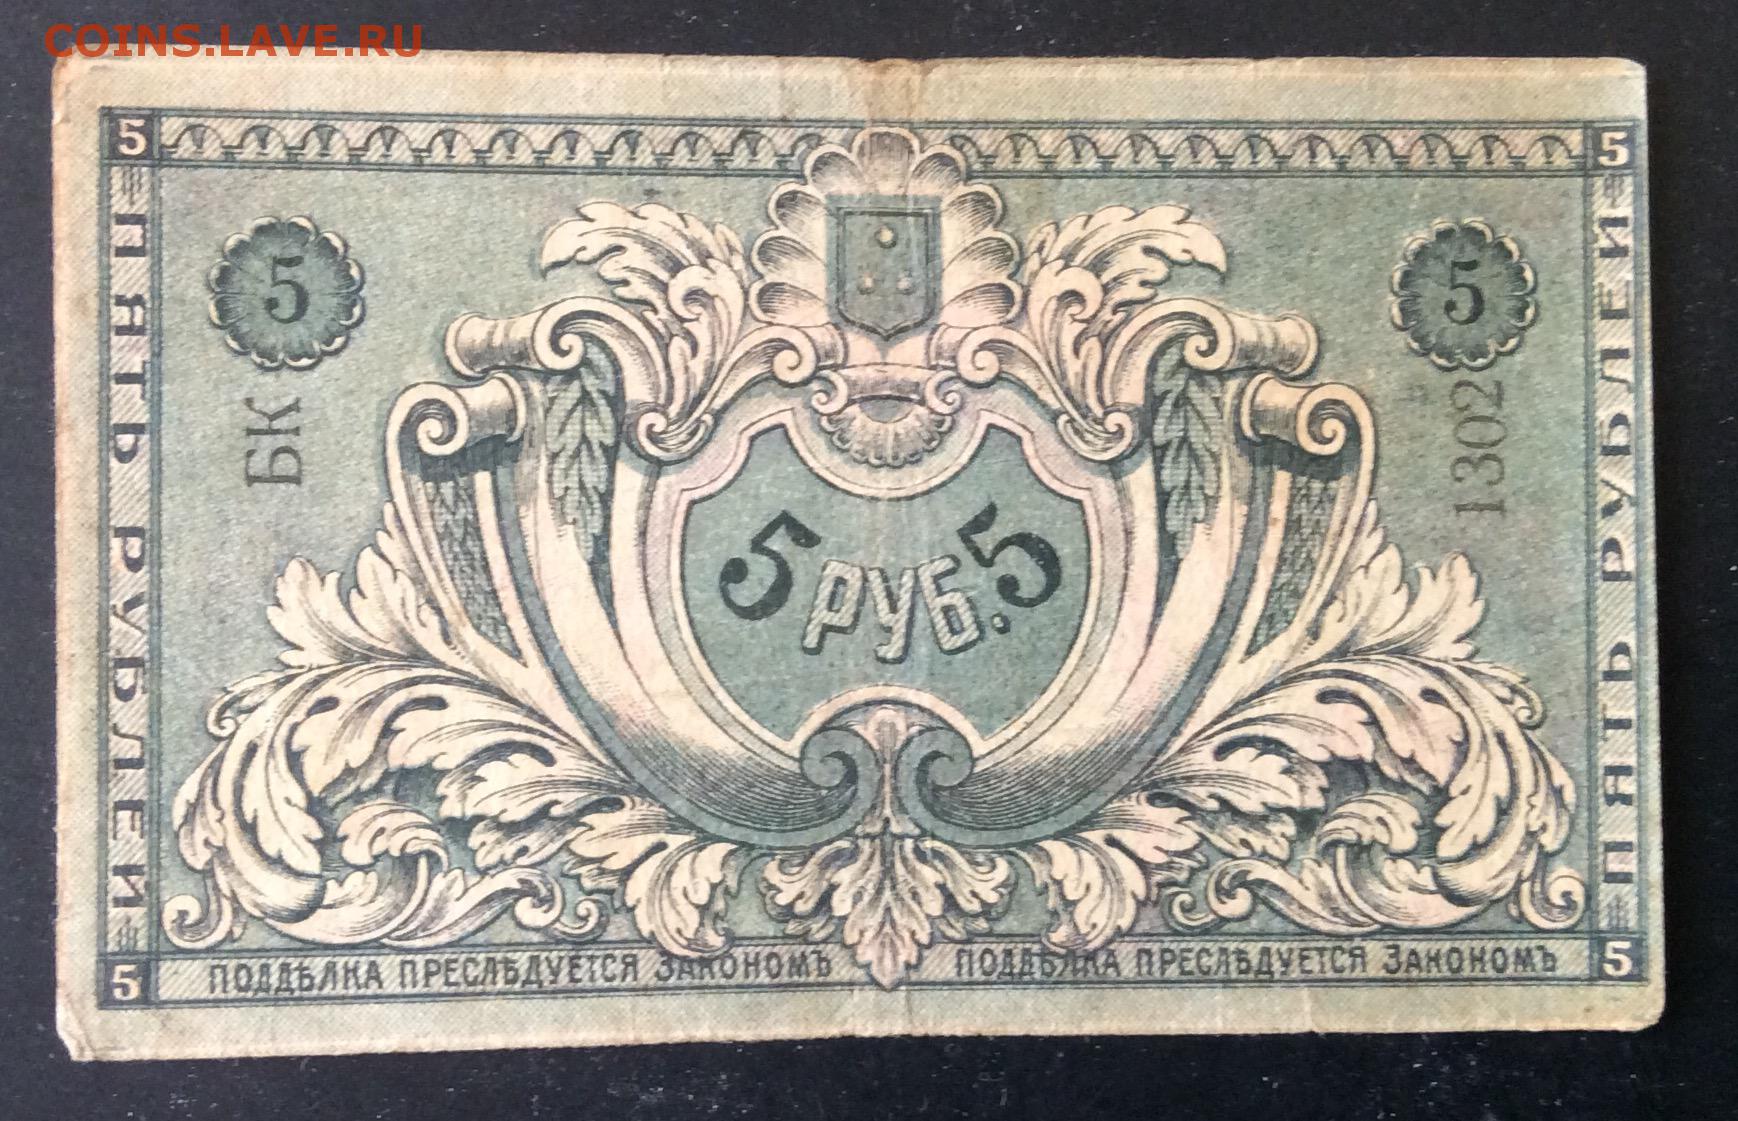 COINS.LAVE.RU
5 5
ПЯТЬ РУБЛЕЙ
ПЯТЬ РУБЛЕЙ
5 5
БК
1302
5 РУБ. 5
ПОДДѢЛКА ПРЕСЛѢДУЕТСЯ ЗАКОНОМЪ ПОДДѢЛКА ПРЕСЛѢДУЕТСЯ ЗАКОНОМЪ
5 5